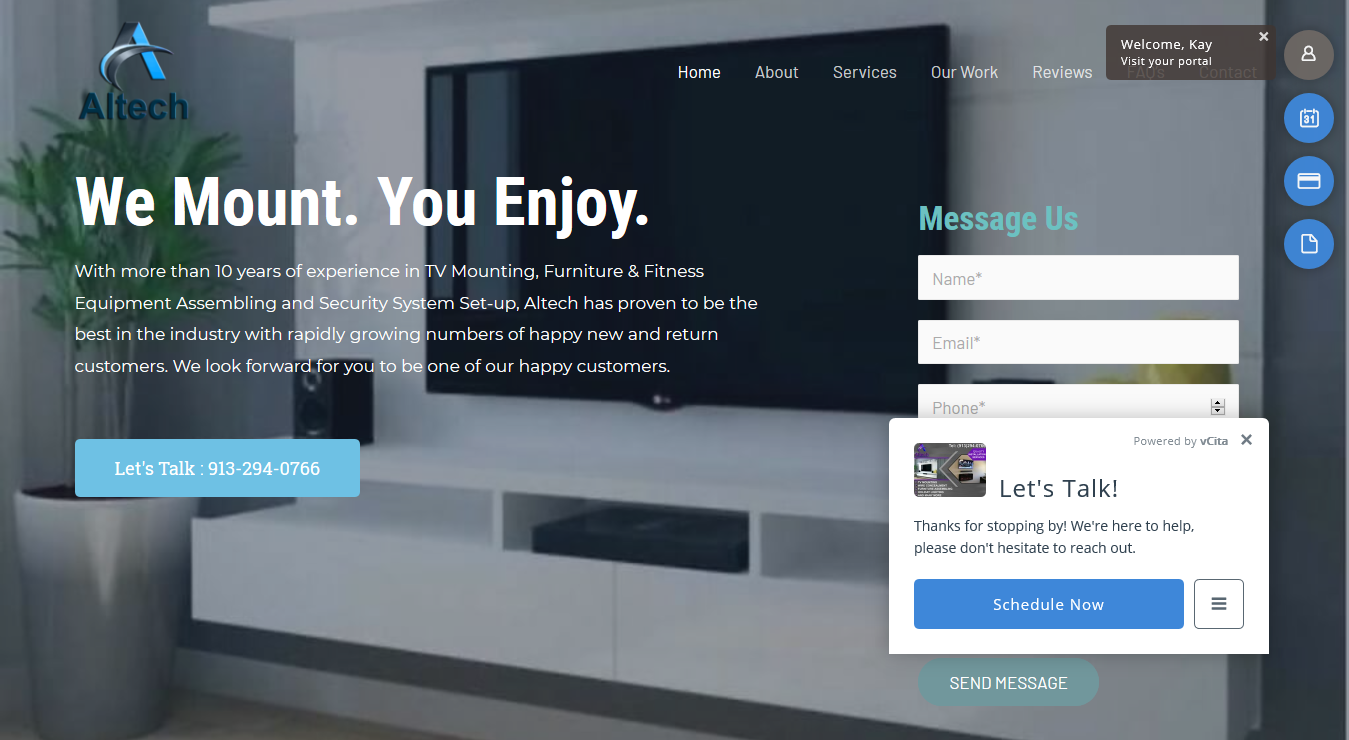 Altech
Home About Services Our Work Reviews FAQs Contact
Welcome, Kay
Visit your portal
31
We Mount. You Enjoy.
With more than 10 years of experience in TV Mounting, Furniture & Fitness
Equipment Assembling and Security System Set-up, Altech has proven to be the
best in the industry with rapidly growing numbers of happy new and return
customers. We look forward for you to be one of our happy customers.
Let's Talk : 913-294-0766
Message Us
Name*
Email*
Phone*
Powered by vCita
Let's Talk!
Thanks for stopping by! We're here to help,
please don't hesitate to reach out.
Schedule Now
SEND MESSAGE